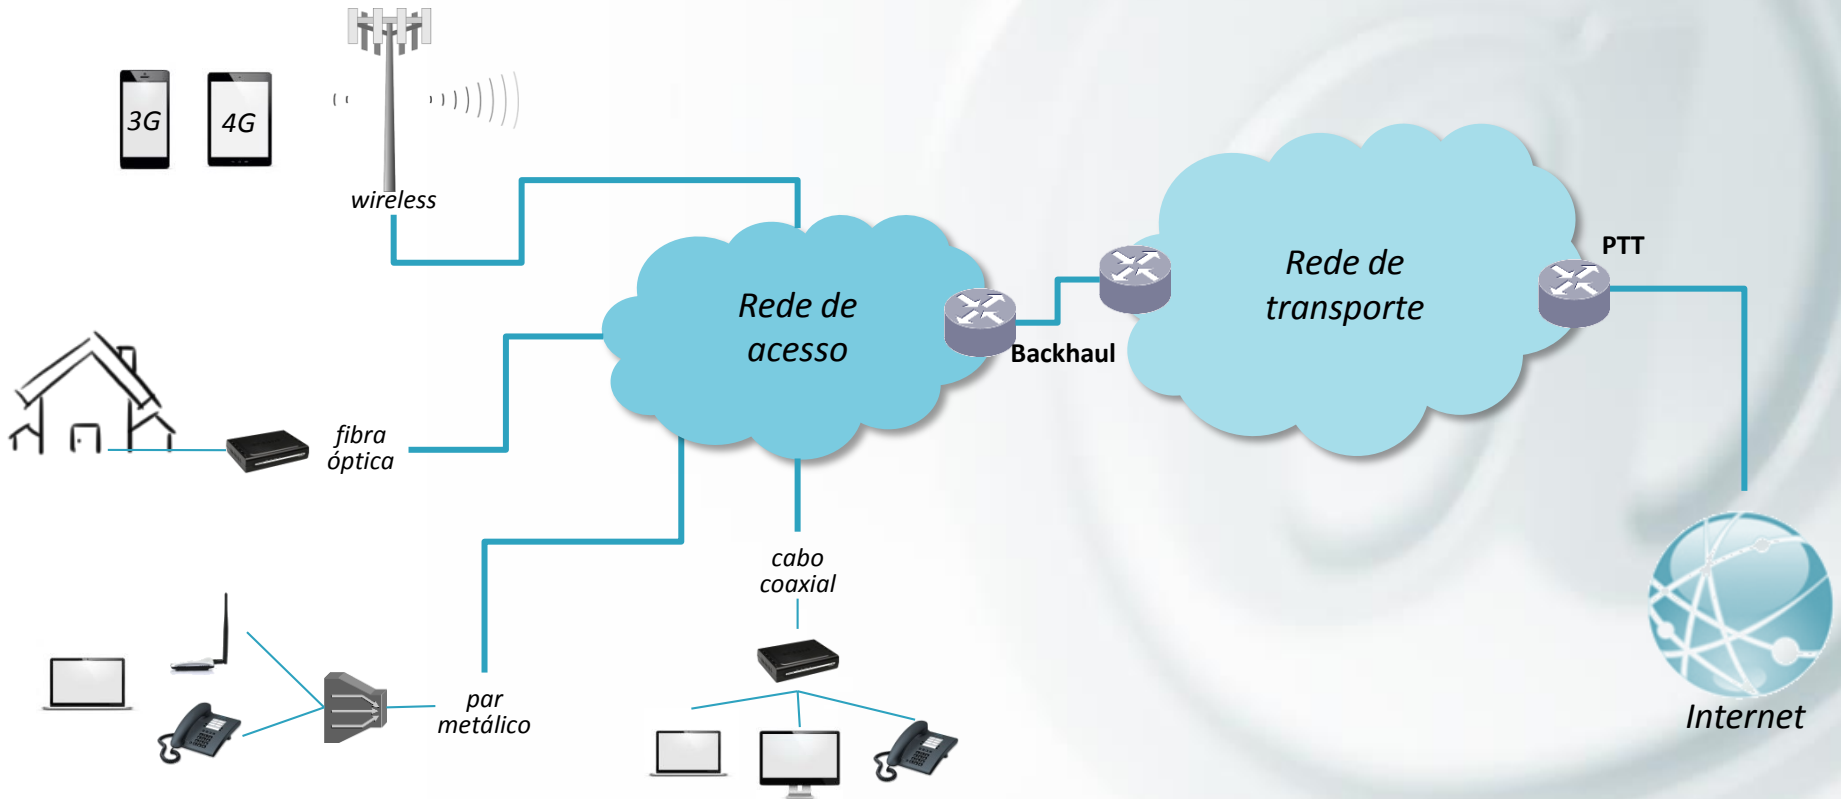 3G
4G
wireless
Rede de
acesso
Backhaul
Rede de
transporte
PTT
fibra
óptica
cabo
coaxial
par
metálico
Internet